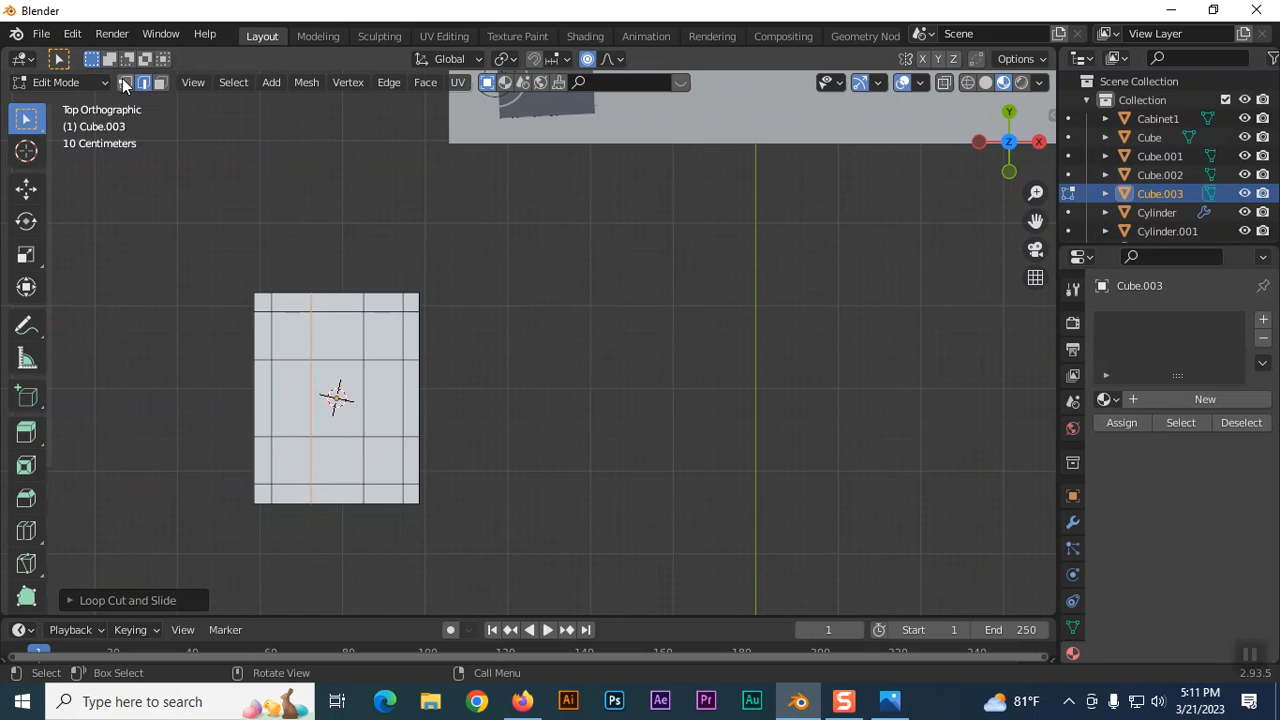 Blender
File Edit Render Window Help
Layout Modeling Sculpting UV Editing Texture Paint Shading Animation Rendering Compositing Geometry Nod
Scene View Layer
Global X Y Z Options
Edit Mode View Select Add Mesh Vertex Edge Face UV
Scene Collection
Collection
Cabinet1
Cube
Cube.001
Cube.002
Cube.003
Cylinder
Cylinder.001
Top Orthographic
(1) Cube.003
10 Centimeters
Y
Z X
Cube.003
+ New
Assign Select Deselect
Loop Cut and Slide
Playback Keying View Marker 1 Start 1 End 250
Select Box Select Rotate View Call Menu 2.93.5
Type here to search
Ai Ps Ae Pr Au S
81°F
5:11 PM
3/21/2023